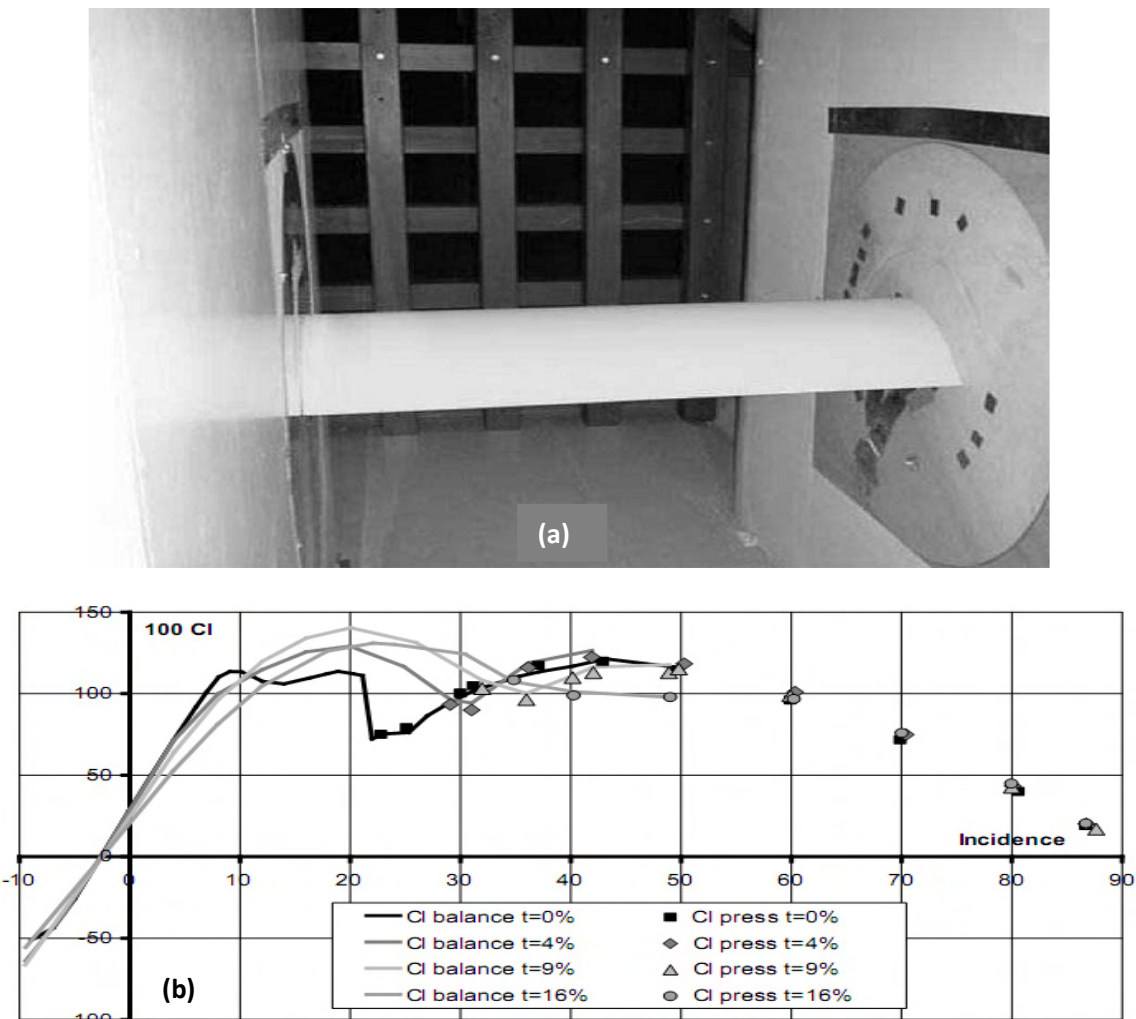 (a)
150
100 Cl
100
50
Incidence
0
-10 0 10 20 30 40 50 60 70 80 90
Cl balance t=0% Cl press t=0%
-50
Cl balance t=4% Cl press t=4%
Cl balance t=9% Cl press t=9%
(b)
Cl balance t=16% Cl press t=16%
-100